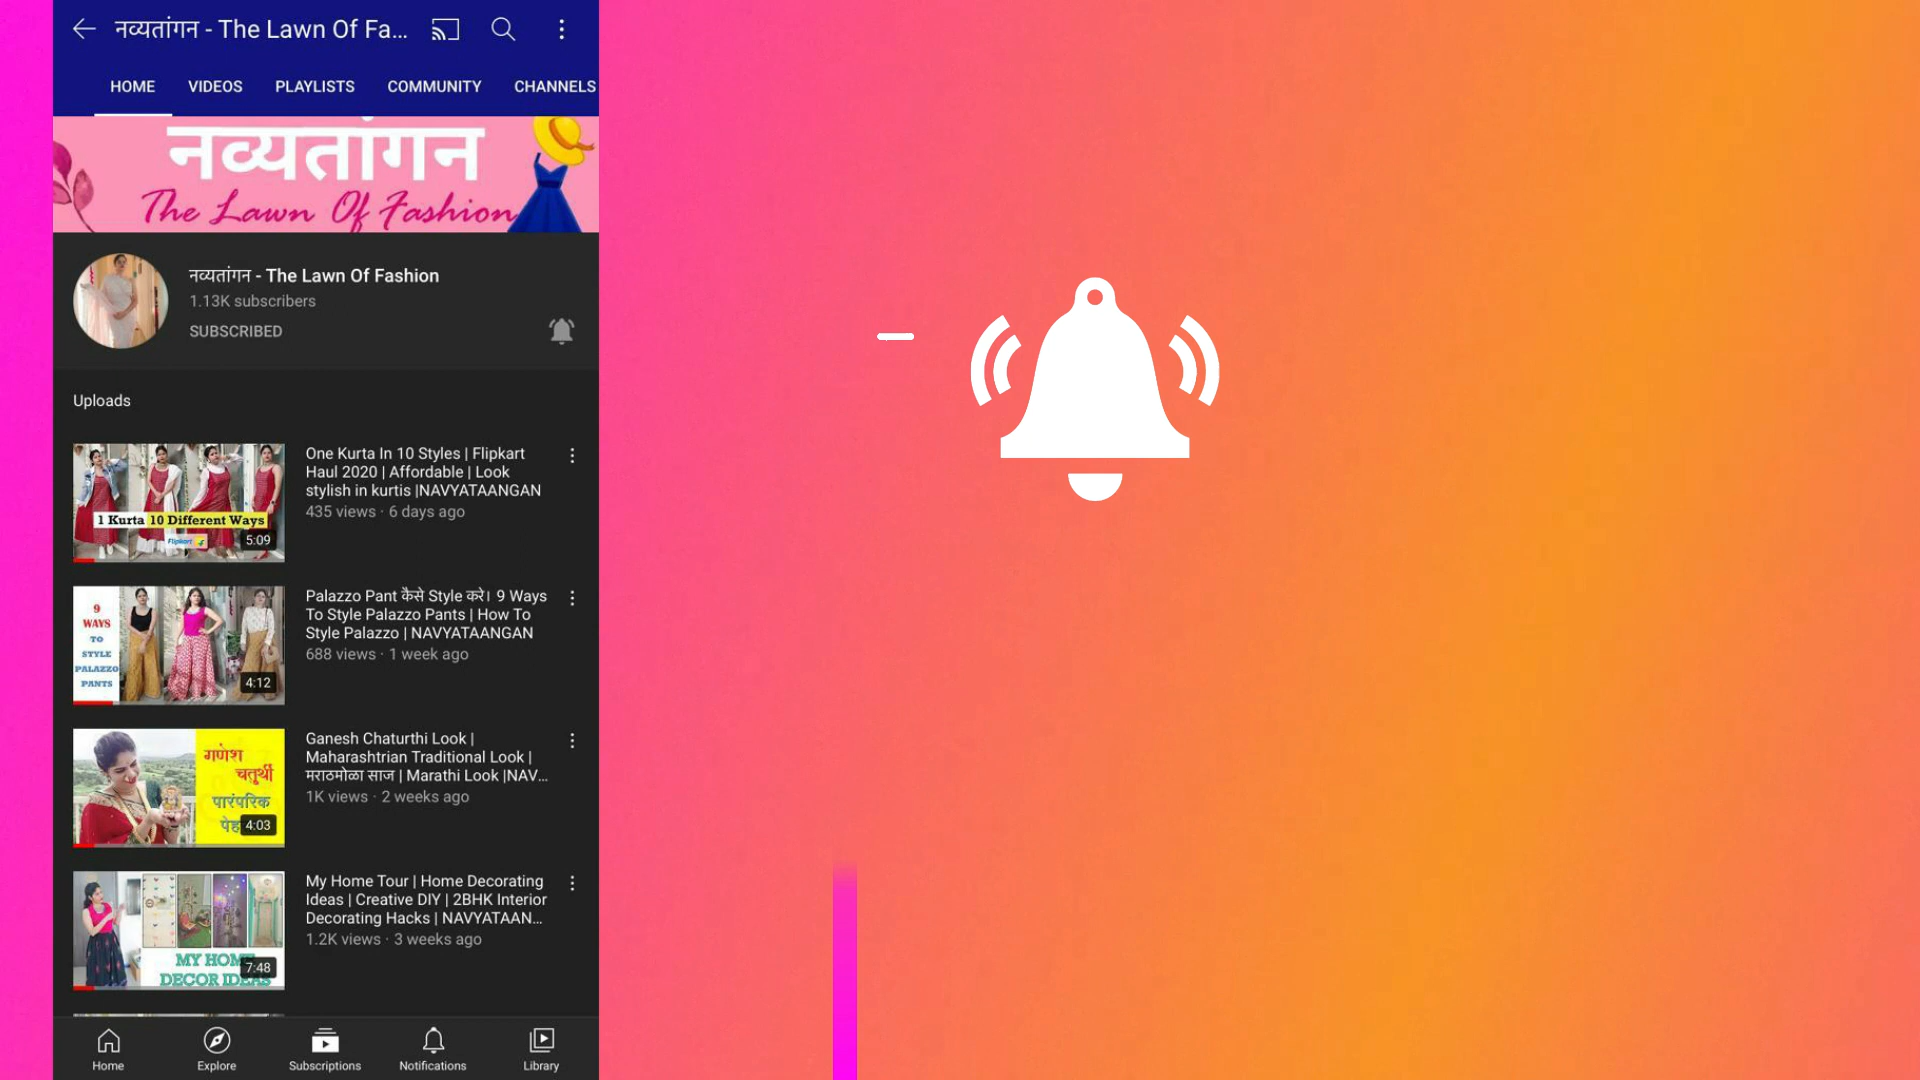 नव्यतांगन - The Lawn Of Fa...
HOME VIDEOS PLAYLISTS COMMUNITY CHANNELS
नव्यतांगन
The Lawn Of Fashion
नव्यतांगन - The Lawn Of Fashion
1.13K subscribers
SUBSCRIBED
Uploads
1 Kurta 10 Different Ways
Flipkart
5:09
One Kurta In 10 Styles | Flipkart
Haul 2020 | Affordable | Look
stylish in kurtis |NAVYATAANGAN
435 views · 6 days ago
9
WAYS
TO
STYLE
PALAZZO
PANTS
4:12
Palazzo Pant कैसे Style करे। 9 Ways
To Style Palazzo Pants | How To
Style Palazzo | NAVYATAANGAN
688 views · 1 week ago
गणेश
चतुर्थी
पारंपरिक
पेह
4:03
Ganesh Chaturthi Look |
Maharashtrian Traditional Look |
मराठमोळा साज | Marathi Look |NAV...
1K views · 2 weeks ago
MY HOME
DECOR IDEAS
7:48
My Home Tour | Home Decorating
Ideas | Creative DIY | 2BHK Interior
Decorating Hacks | NAVYATAAN...
1.2K views · 3 weeks ago
Home Explore Subscriptions Notifications Library